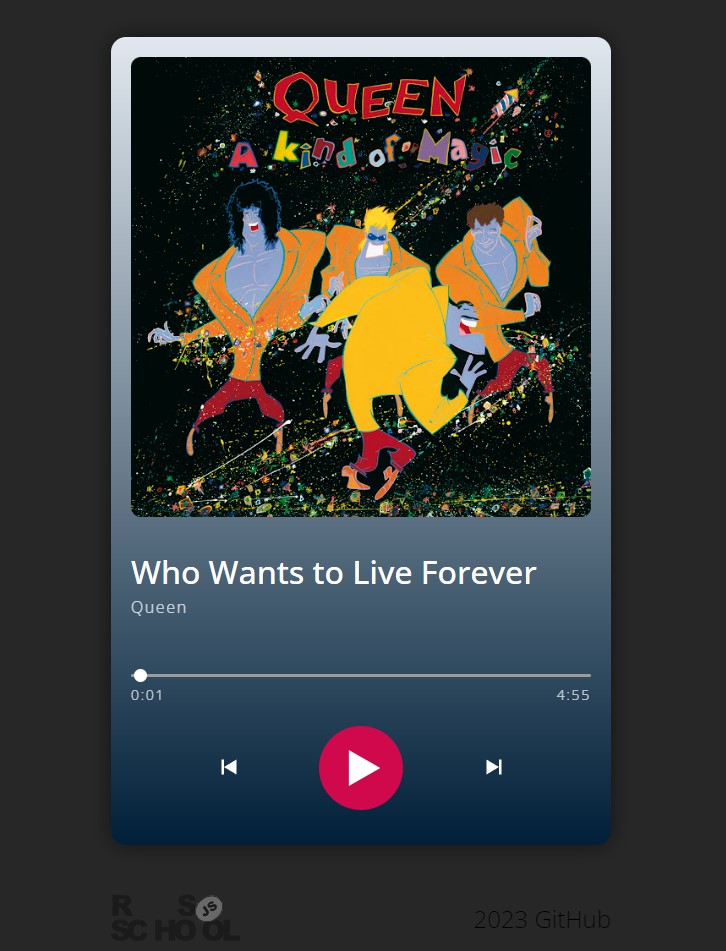 QUEEN
A kind of Magic
Who Wants to Live Forever
Queen
0:01
4:55
RS JS
SCHOOL
2023 GitHub